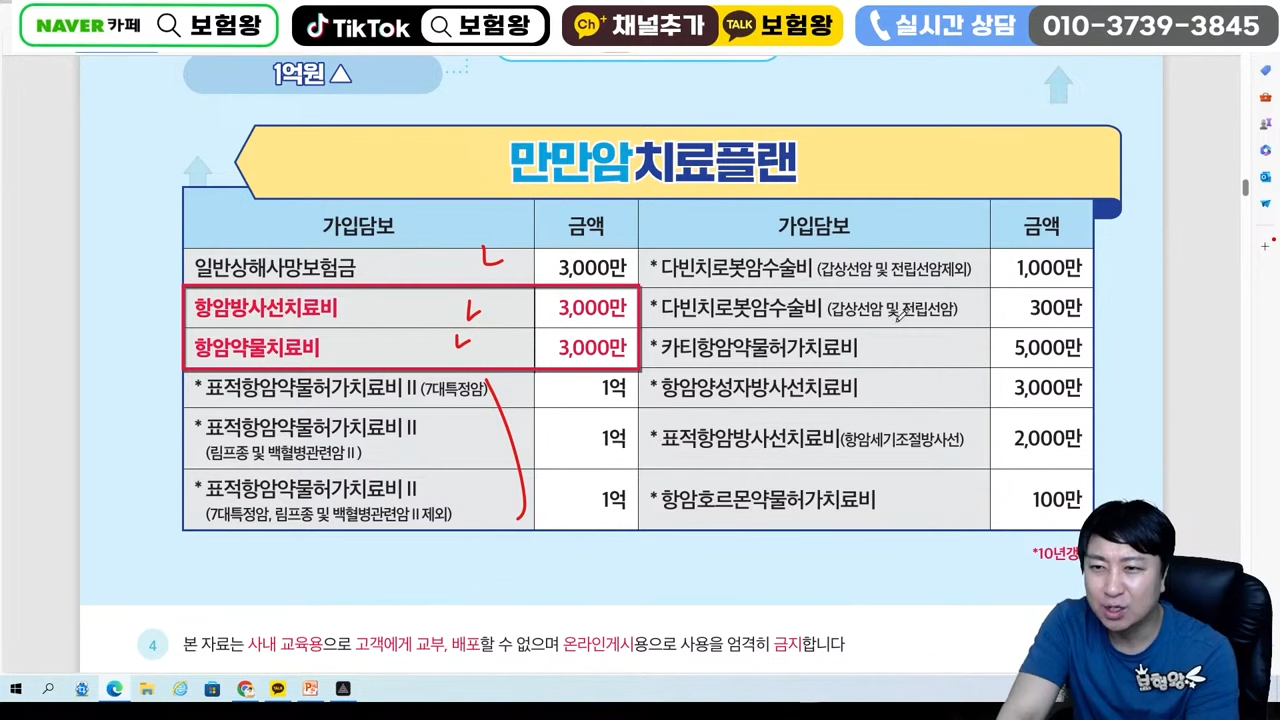 NAVER 카페 보험왕 TikTok 보험왕 Ch+ 채널추가 TALK 보험왕 실시간 상담 010-3739-3845
1억원 △
만만암치료플랜
가입담보 금액 가입담보 금액
일반상해사망보험금 3,000만 * 다빈치로봇암수술비 (갑상선암 및 전립선암제외) 1,000만
항암방사선치료비 3,000만 * 다빈치로봇암수술비 (갑상선암 및 전립선암) 300만
항암약물치료비 3,000만 * 카티항암약물허가치료비 5,000만
* 표적항암약물허가치료비Ⅱ(7대특정암) 1억 * 항암양성자방사선치료비 3,000만
* 표적항암약물허가치료비Ⅱ
(림프종 및 백혈병관련암Ⅱ) 1억 * 표적항암방사선치료비(항암세기조절방사선) 2,000만
* 표적항암약물허가치료비Ⅱ
(7대특정암, 림프종 및 백혈병관련암Ⅱ제외) 1억 * 항암호르몬약물허가치료비 100만
*10년갱
4 본 자료는 사내 교육용으로 고객에게 교부, 배포할 수 없으며 온라인게시용으로 사용을 엄격히 금지합니다
보험왕